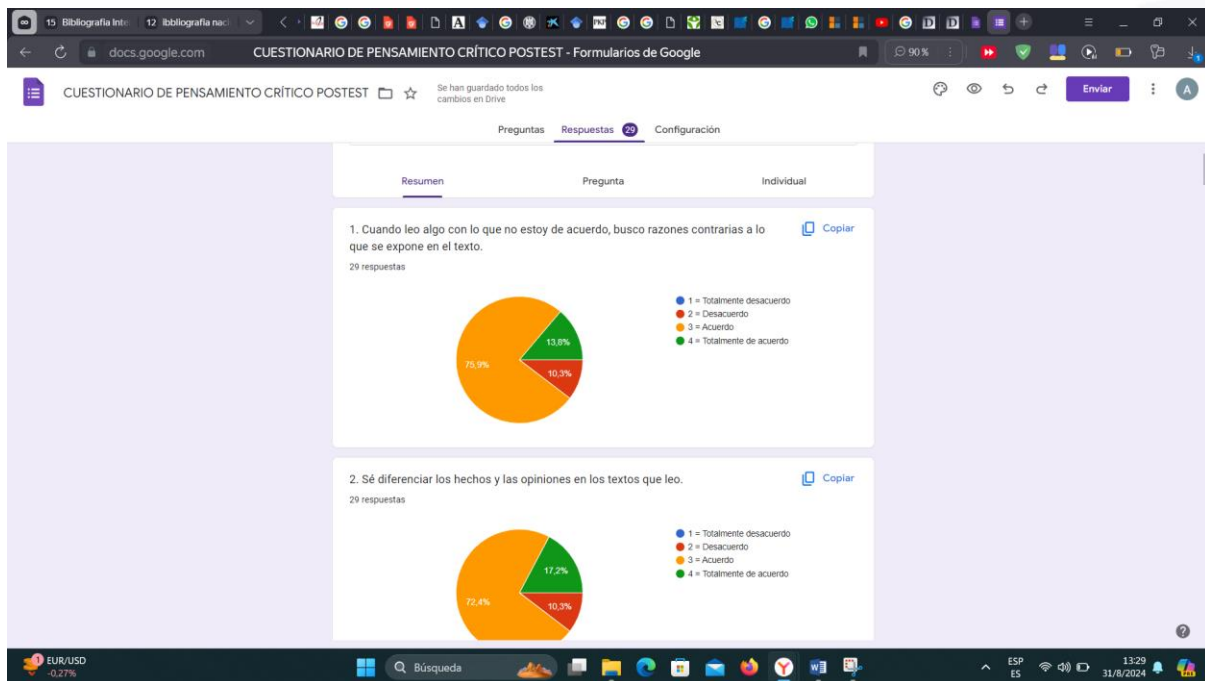 15 Bibliografia Inte
12 ibbliografia naci
docs.google.com
CUESTIONARIO DE PENSAMIENTO CRÍTICO POSTEST - Formularios de Google
90 %
CUESTIONARIO DE PENSAMIENTO CRÍTICO POSTEST
Se han guardado todos los
cambios en Drive
Enviar
A
Preguntas
Respuestas 29
Configuración
Resumen
Pregunta
Individual
1. Cuando leo algo con lo que no estoy de acuerdo, busco razones contrarias a lo
que se expone en el texto.
Copiar
29 respuestas
1 = Totalmente desacuerdo
2 = Desacuerdo
3 = Acuerdo
4 = Totalmente de acuerdo
13,8%
75,9%
10,3%
2. Sé diferenciar los hechos y las opiniones en los textos que leo.
Copiar
29 respuestas
1 = Totalmente desacuerdo
2 = Desacuerdo
3 = Acuerdo
4 = Totalmente de acuerdo
17,2%
72,4%
10,3%
1
EUR/USD
-0,27%
Búsqueda
ESP
ES
13:29
31/8/2024